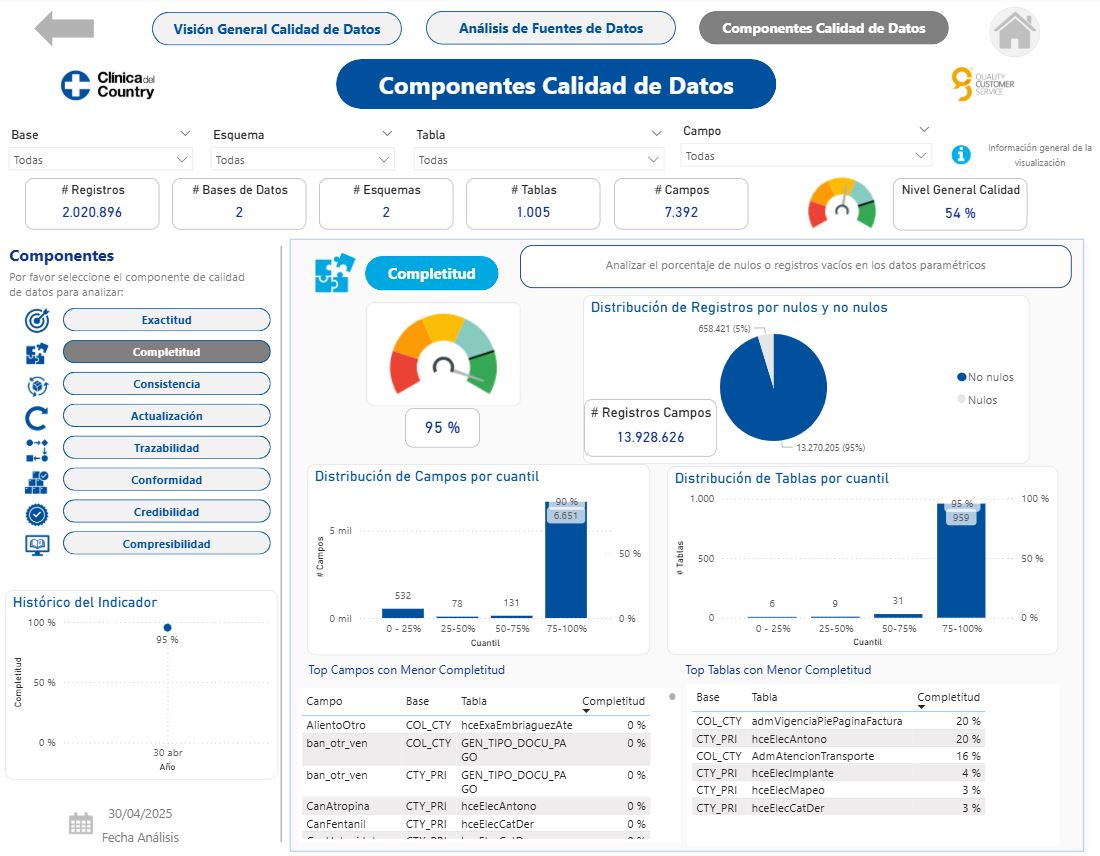 Visión General Calidad de Datos
Análisis de Fuentes de Datos
Componentes Calidad de Datos
Clínica del
Country
Componentes Calidad de Datos
QUALITY
CUSTOMER
SERVICE
Base
Esquema
Tabla
Campo
Todas
Todas
Todas
Todas
Información general de la
visualización
# Registros
2.020.896
# Bases de Datos
2
# Esquemas
2
# Tablas
1.005
# Campos
7.392
Nivel General Calidad
54 %
Componentes
Por favor seleccione el componente de calidad
de datos para analizar:
Exactitud
Completitud
Consistencia
Actualización
Trazabilidad
Conformidad
Credibilidad
Compresibilidad
Histórico del Indicador
100 %
50 %
0 %
95 %
Completitud
30 abr
Año
30/04/2025
Fecha Análisis
Completitud
Analizar el porcentaje de nulos o registros vacíos en los datos paramétricos
95 %
Distribución de Registros por nulos y no nulos
658.421 (5%)
13.270.205 (95%)
No nulos
Nulos
# Registros Campos
13.928.626
Distribución de Campos por cuantil
# Campos
5 mil
0 mil
532
78
131
90 %
6.651
50 %
0 %
0 - 25%
25-50%
50-75%
75-100%
Cuantil
Distribución de Tablas por cuantil
# Tablas
1.000
500
0
6
9
31
95 %
959
100 %
50 %
0 %
0 - 25%
25-50%
50-75%
75-100%
Cuantil
Top Campos con Menor Completitud
Campo Base Tabla Completitud
AlientoOtro COL_CTY hceExaEmbriaguezAte 0 %
ban_otr_ven COL_CTY GEN_TIPO_DOCU_PA 0 %
GO
ban_otr_ven CTY_PRI GEN_TIPO_DOCU_PA 0 %
GO
CanAtropina CTY_PRI hceElecAntono 0 %
CanFentanil CTY_PRI hceElecCatDer 0 %
Top Tablas con Menor Completitud
Base Tabla Completitud
COL_CTY admVigenciaPiePaginaFactura 20 %
CTY_PRI hceElecAntono 20 %
COL_CTY AdmAtencionTransporte 16 %
CTY_PRI hceElecImplante 4 %
CTY_PRI hceElecMapeo 3 %
CTY_PRI hceElecCatDer 3 %